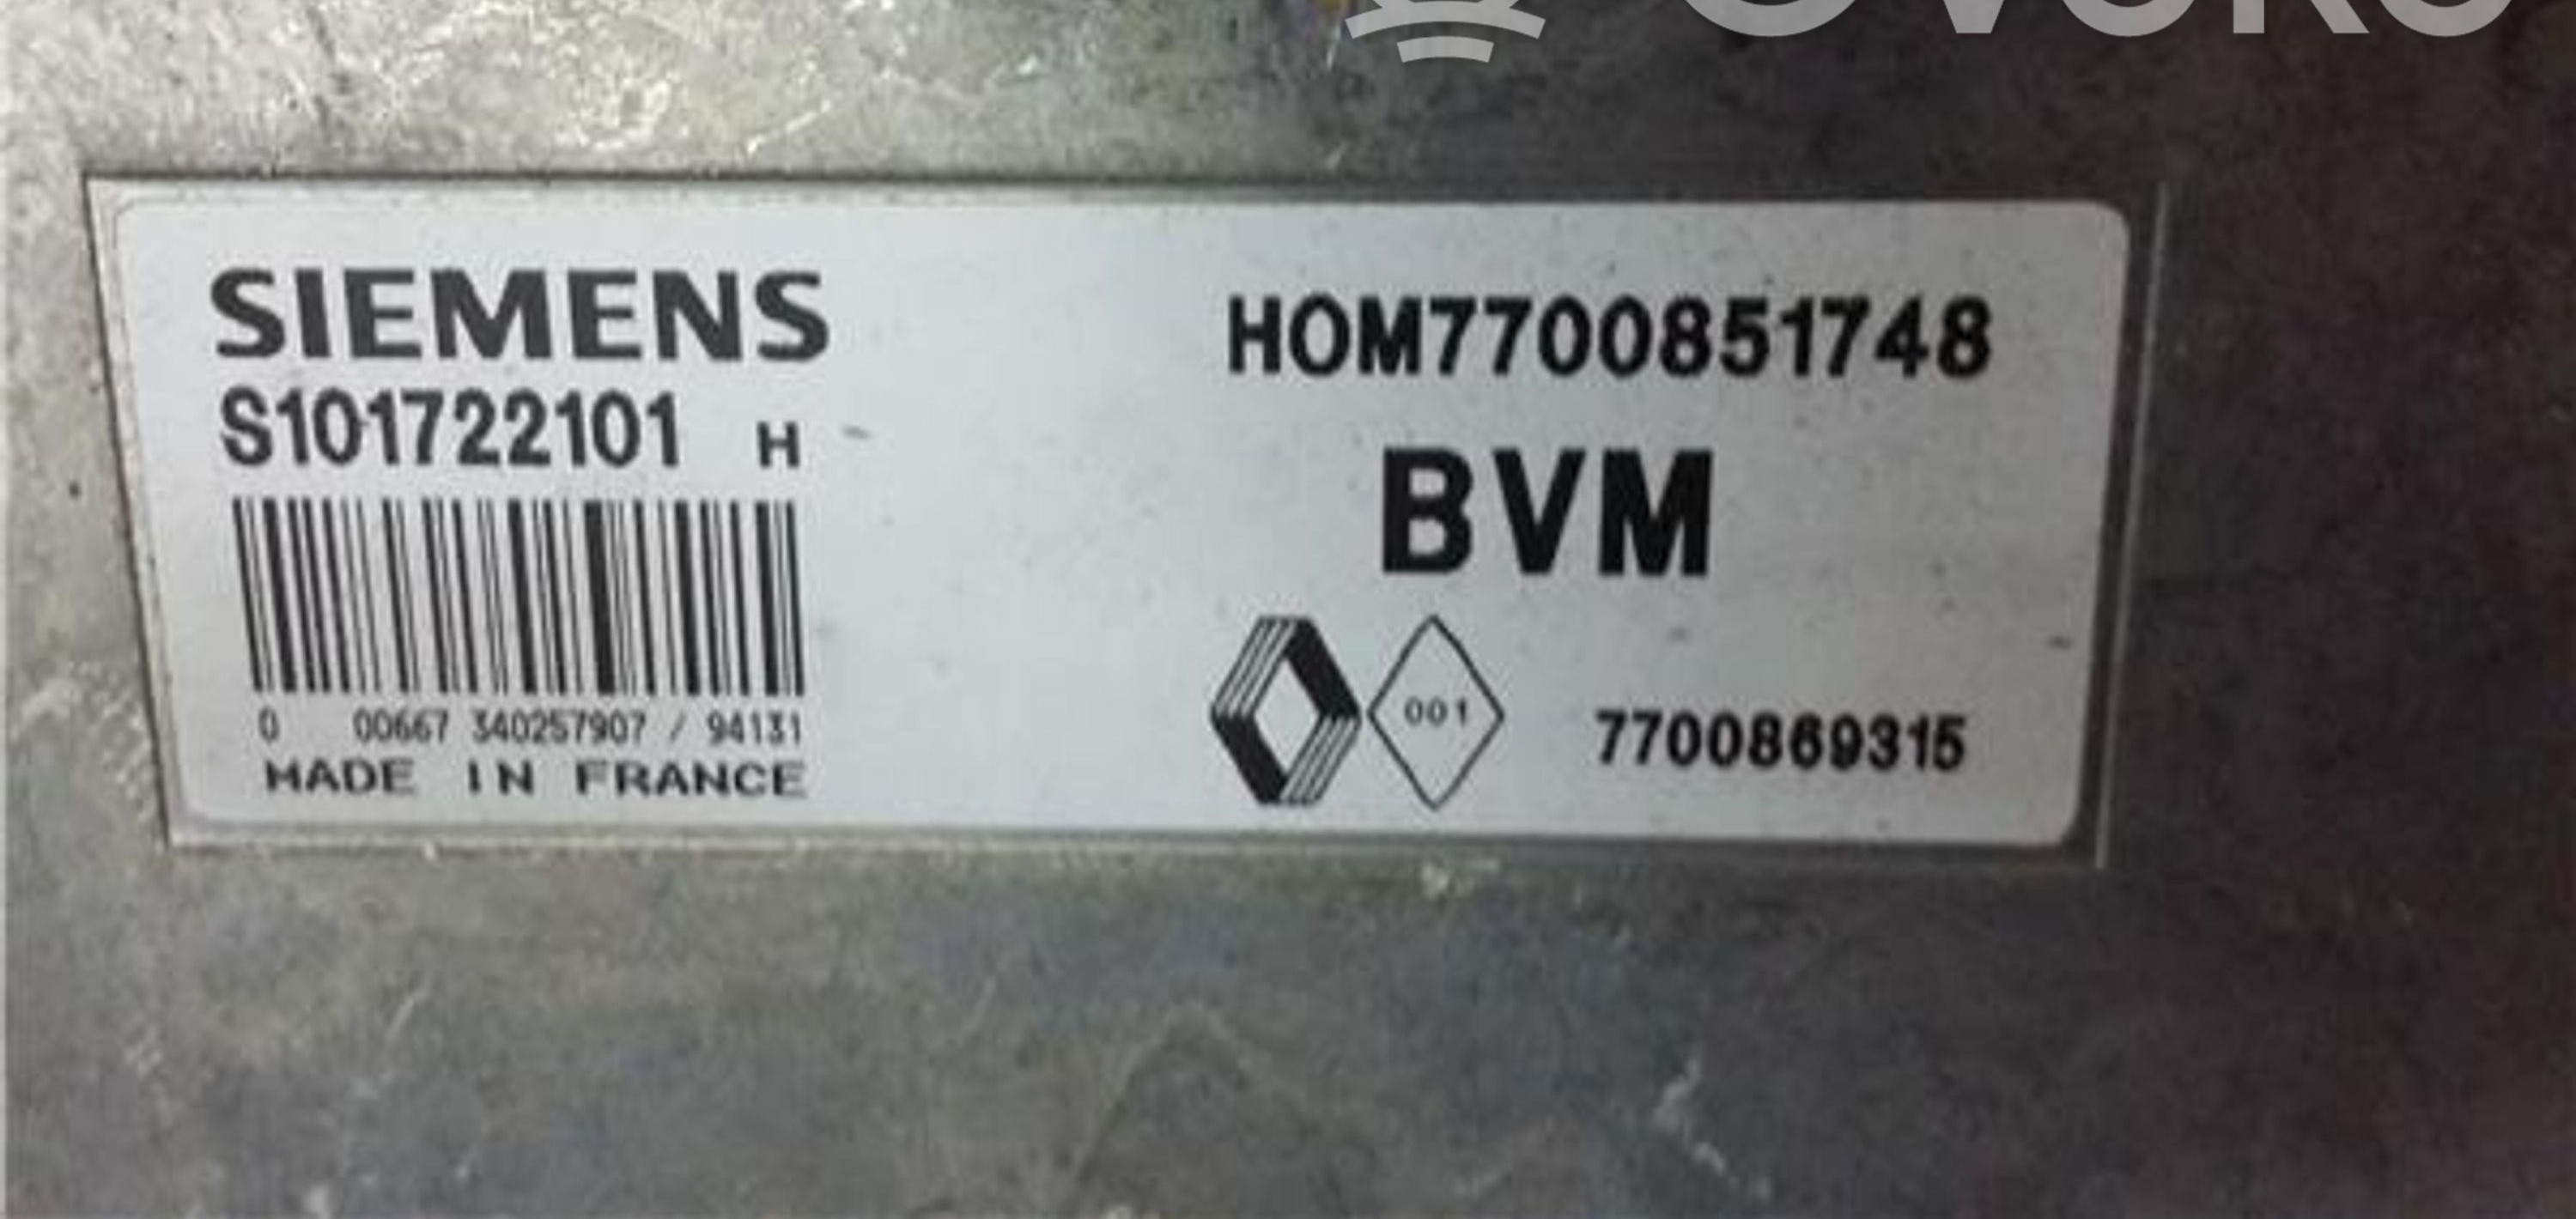 SIEMENS
S101722101 H
0 00667 340257907 / 94131
MADE IN FRANCE
HOM7700851748
BVM
001
7700869315